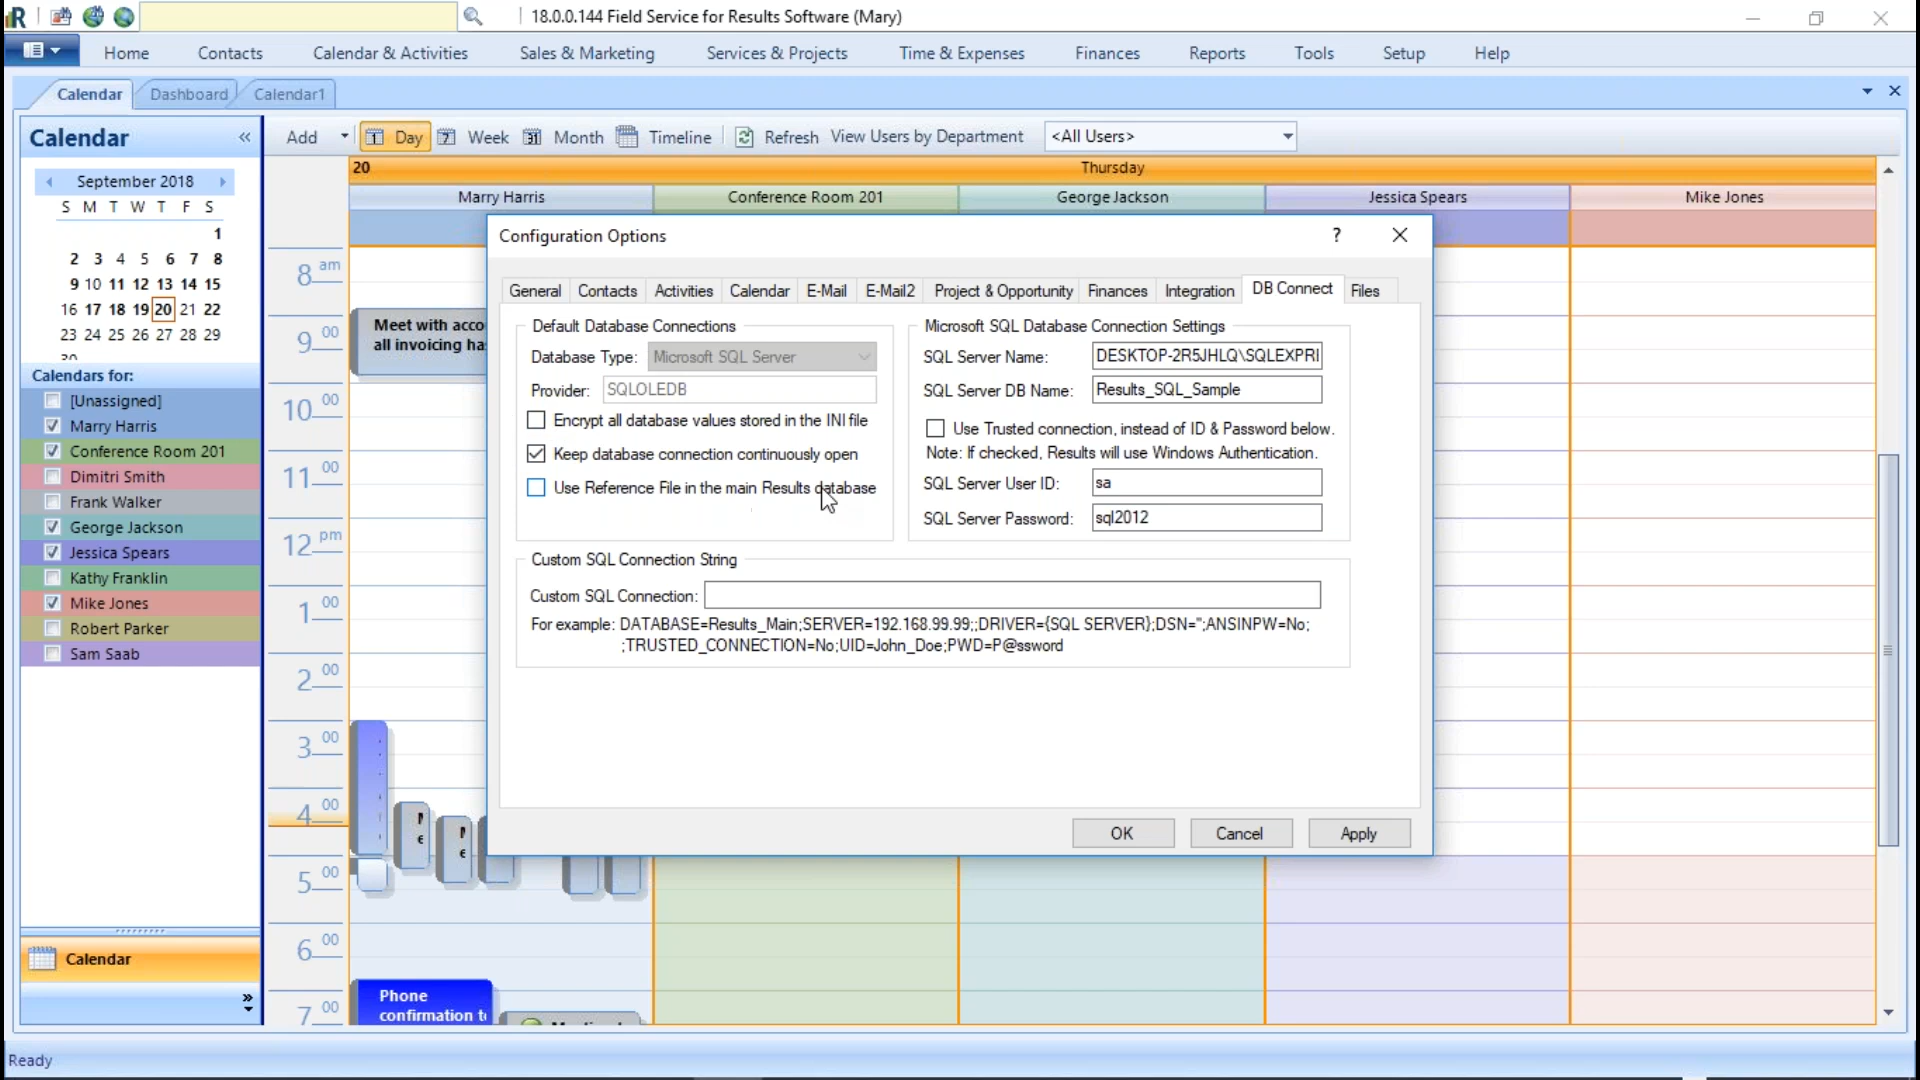 18.0.0.144 Field Service for Results Software (Mary)
Home Contacts Calendar & Activities Sales & Marketing Services & Projects Time & Expenses Finances Reports Tools Setup Help
Calendar Dashboard Calendar1
Calendar «
Add Day Week Month Timeline Refresh View Users by Department <All Users>
20 Thursday
Marry Harris Conference Room 201 George Jackson Jessica Spears Mike Jones
September 2018
S M T W T F S
1
2 3 4 5 6 7 8
9 10 11 12 13 14 15
16 17 18 19 20 21 22
23 24 25 26 27 28 29
30
Calendars for:
[Unassigned]
Marry Harris
Conference Room 201
Dimitri Smith
Frank Walker
George Jackson
Jessica Spears
Kathy Franklin
Mike Jones
Robert Parker
Sam Saab
Calendar
»
8 am
9 00
10 00
11 00
12 pm
1 00
2 00
3 00
4 00
5 00
6 00
7 00
Meet with acco
all invoicing ha
Phone
confirmation t
Configuration Options ?
General Contacts Activities Calendar E-Mail E-Mail2 Project & Opportunity Finances Integration DB Connect Files
Default Database Connections
Database Type: Microsoft SQL Server
Provider: SQLOLEDB
Encrypt all database values stored in the INI file
Keep database connection continuously open
Use Reference File in the main Results database
Microsoft SQL Database Connection Settings
SQL Server Name: DESKTOP-2R5JHLQ\SQLEXPRI
SQL Server DB Name: Results_SQL_Sample
Use Trusted connection, instead of ID & Password below.
Note: If checked, Results will use Windows Authentication.
SQL Server User ID: sa
SQL Server Password: sql2012
Custom SQL Connection String
Custom SQL Connection:
For example: DATABASE=Results_Main;SERVER=192.168.99.99;;DRIVER={SQL SERVER};DSN='';ANSINPW=No;
;TRUSTED_CONNECTION=No;UID=John_Doe;PWD=P@ssword
OK Cancel Apply
Ready